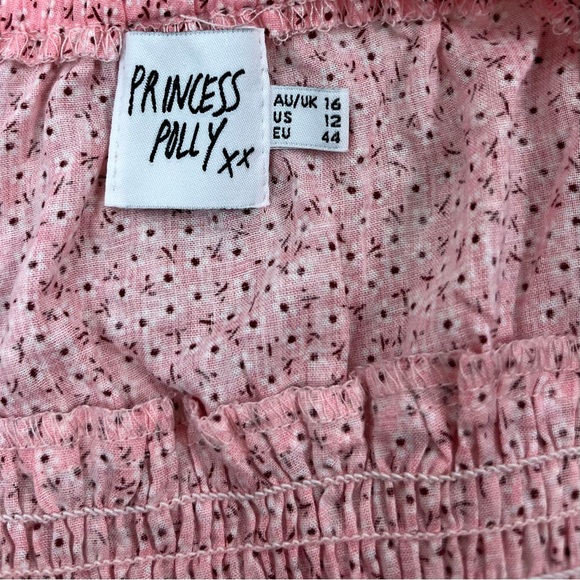 PRINCESS
POLLY xx
AU/UK 16
US 12
EU 44